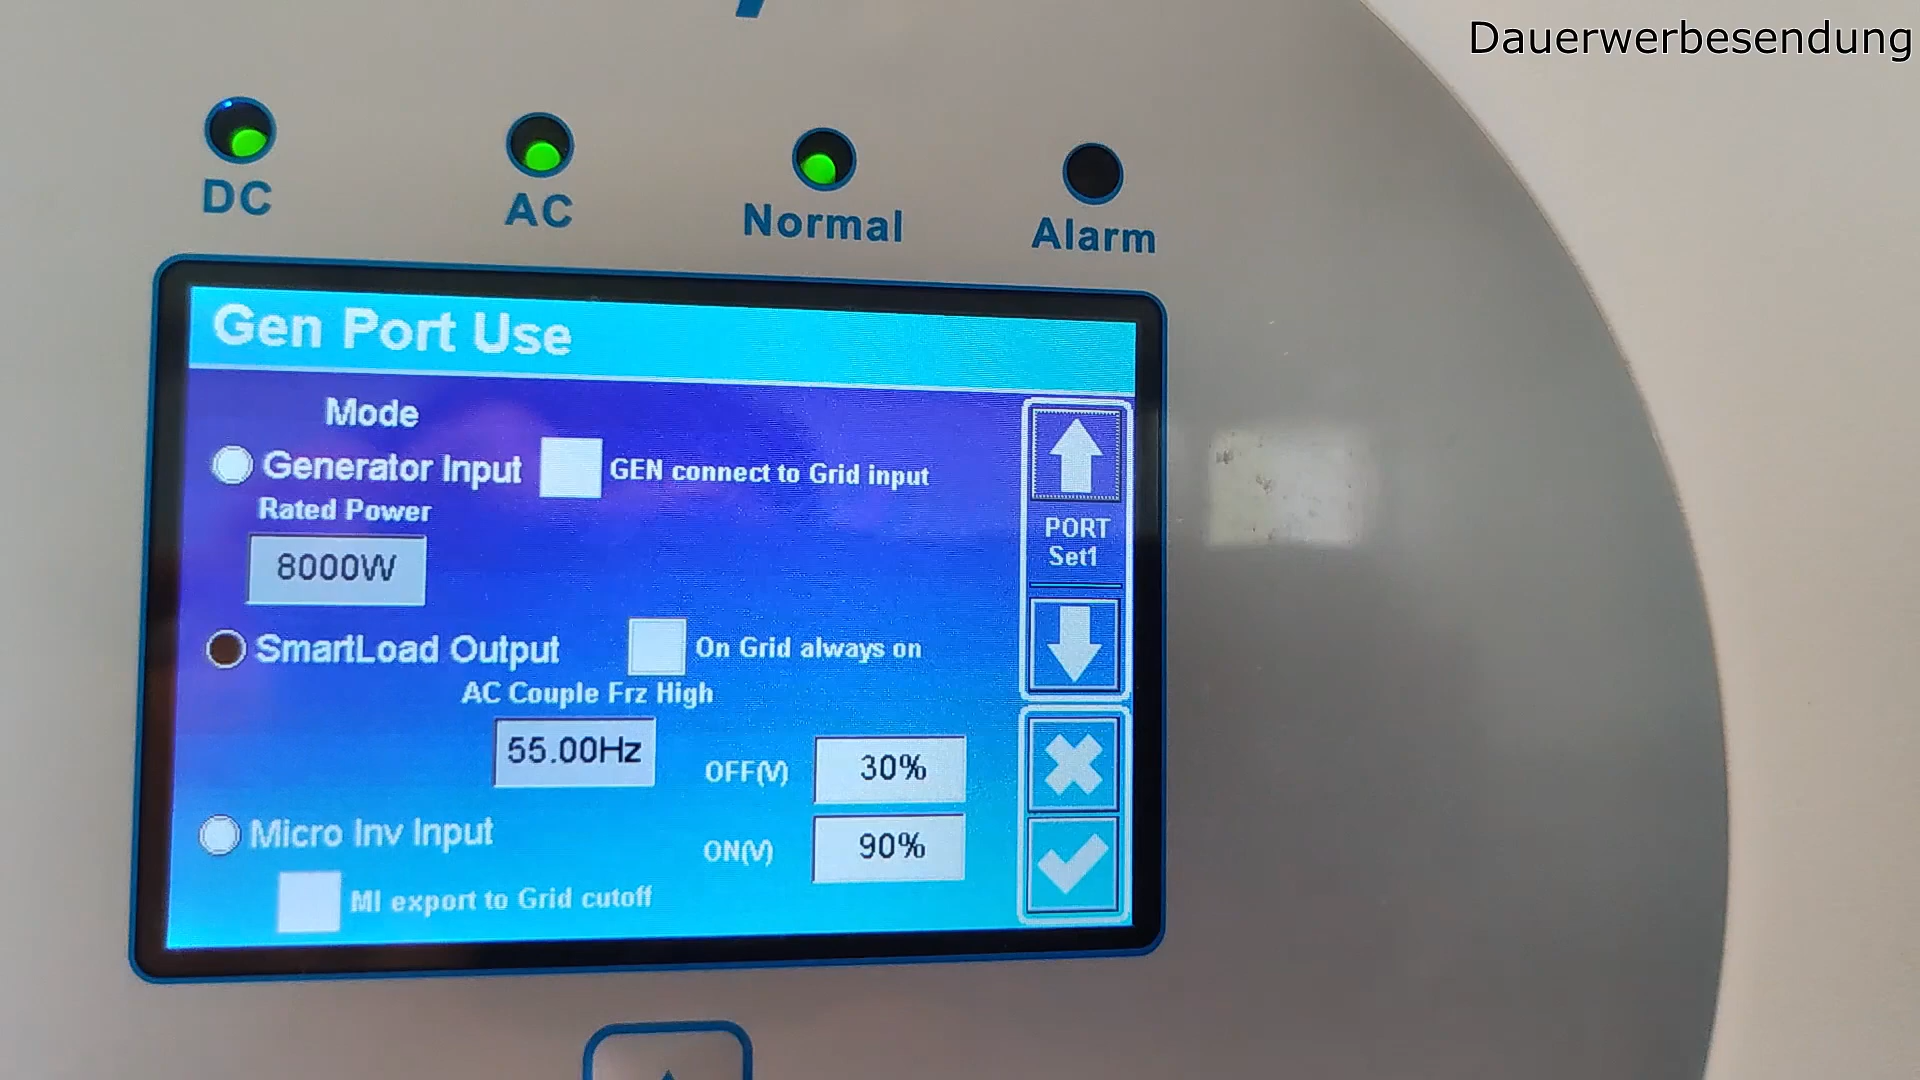 Dauerwerbesendung
DC
AC
Normal
Alarm
Gen Port Use
Mode
Generator Input
GEN connect to Grid input
Rated Power
8000W
PORT
Set1
SmartLoad Output
On Grid always on
AC Couple Frz High
55.00Hz
OFF(V)
30%
Micro Inv Input
ON(V)
90%
MI export to Grid cutoff